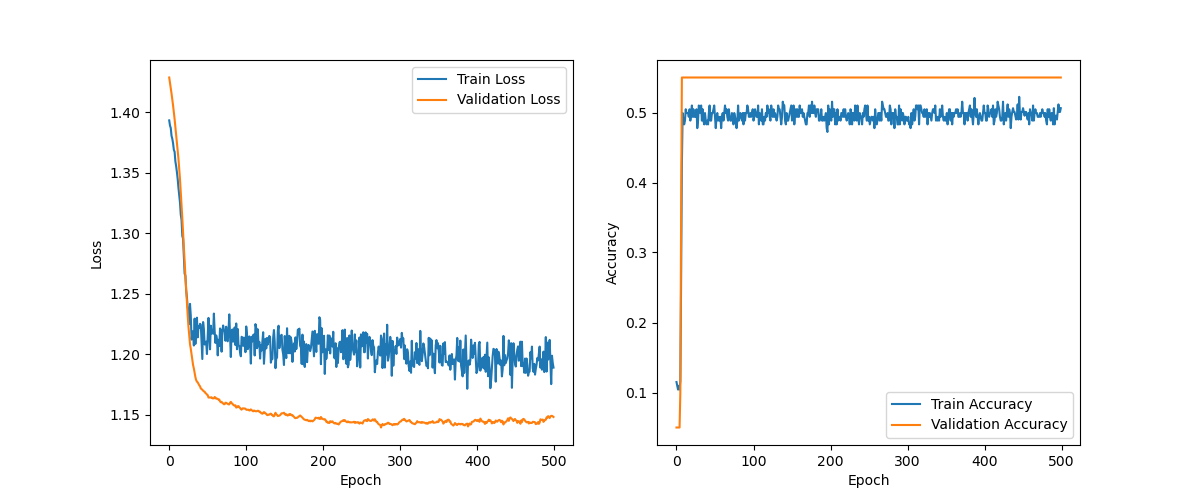 Train Loss
Validation Loss
1.40
1.35
1.30
1.25
1.20
1.15
Loss
0 100 200 300 400 500
Epoch
0.5
0.4
0.3
0.2
0.1
Accuracy
Train Accuracy
Validation Accuracy
0 100 200 300 400 500
Epoch